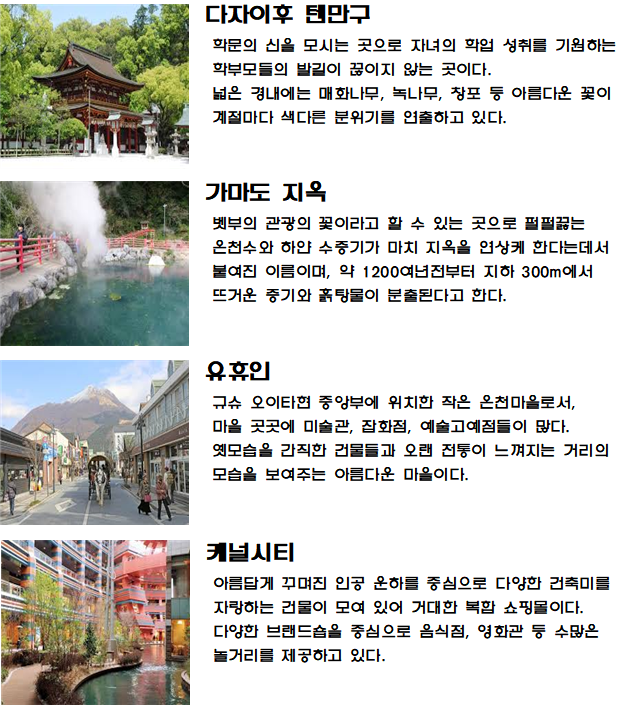 다자이후 텐만구
학문의 신을 모시는 곳으로 자녀의 학업 성취를 기원하는
학부모들의 발길이 끊이지 않는 곳이다.
넓은 경내에는 매화나무, 녹나무, 창포 등 아름다운 꽃이
계절마다 색다른 분위기를 연출하고 있다.
가마도 지옥
벳부의 관광의 꽃이라고 할 수 있는 곳으로 펄펄끓는
온천수와 하얀 수중기가 마치 지옥을 연상케 한다는데서
붙여진 이름이며, 약 1200여년전부터 지하 300m에서
뜨거운 증기와 흙탕물이 분출된다고 한다.
유휴인
규슈 오이타현 중앙부에 위치한 작은 온천마을로서,
마을 곳곳에 미술관, 잡화점, 예술고예점들이 많다.
옛모습을 간직한 건물들과 오랜 전통이 느껴지는 거리의
모습을 보여주는 아름다운 마을이다.
캐널시티
아름답게 꾸며진 인공 운하를 중심으로 다양한 건축미를
자랑하는 건물이 모여 있어 거대한 복합 쇼핑몰이다.
다양한 브랜드숍을 중심으로 음식점, 영화관 등 수많은
놀거리를 제공하고 있다.